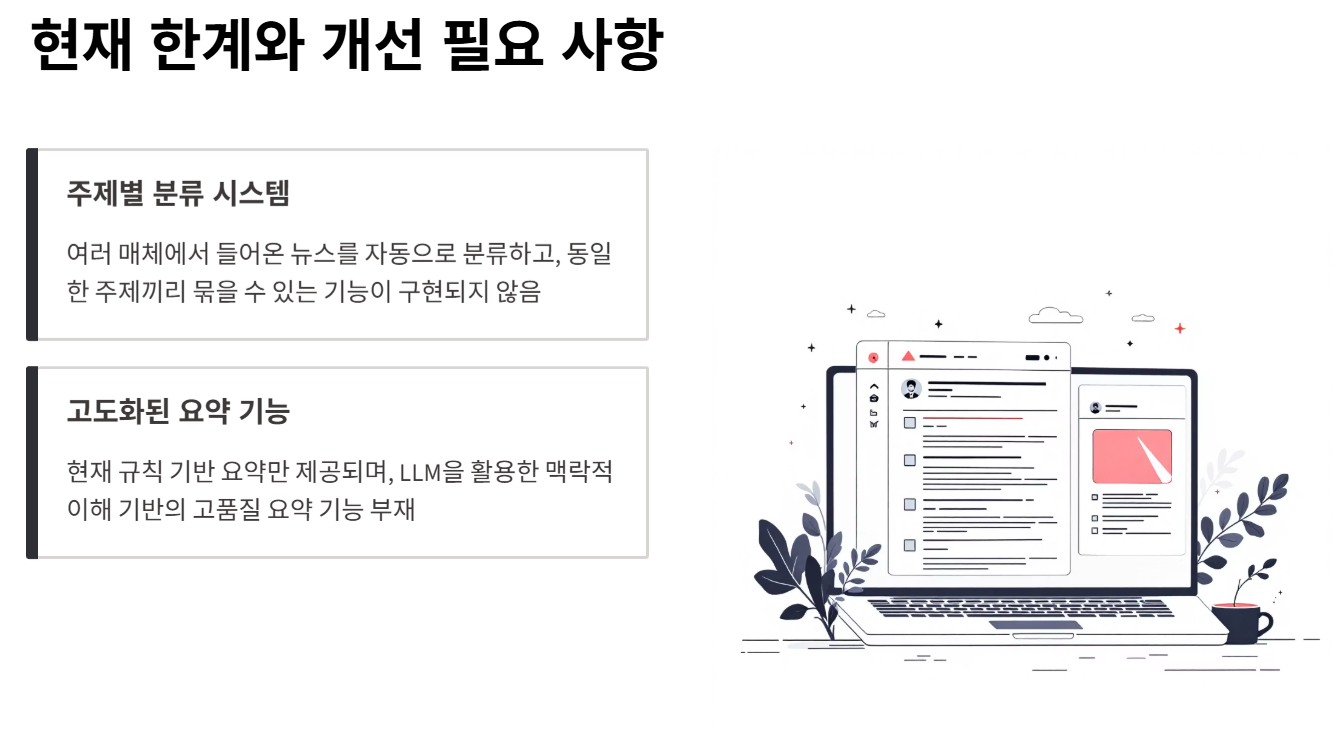 현재 한계와 개선 필요 사항
주제별 분류 시스템
여러 매체에서 들어온 뉴스를 자동으로 분류하고, 동일
한 주제끼리 묶을 수 있는 기능이 구현되지 않음
고도화된 요약 기능
현재 규칙 기반 요약만 제공되며, LLM을 활용한 맥락적
이해 기반의 고품질 요약 기능 부재